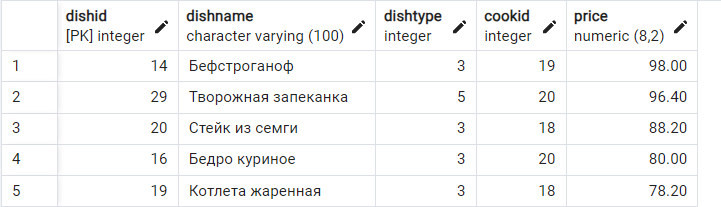 dishid dishname dishtype cookid price
[PK] integer character varying (100) integer integer numeric (8,2)
1 14 Бефстроганоф 3 19 98.00
2 29 Творожная запеканка 5 20 96.40
3 20 Стейк из семги 3 18 88.20
4 16 Бедро куриное 3 20 80.00
5 19 Котлета жаренная 3 18 78.20